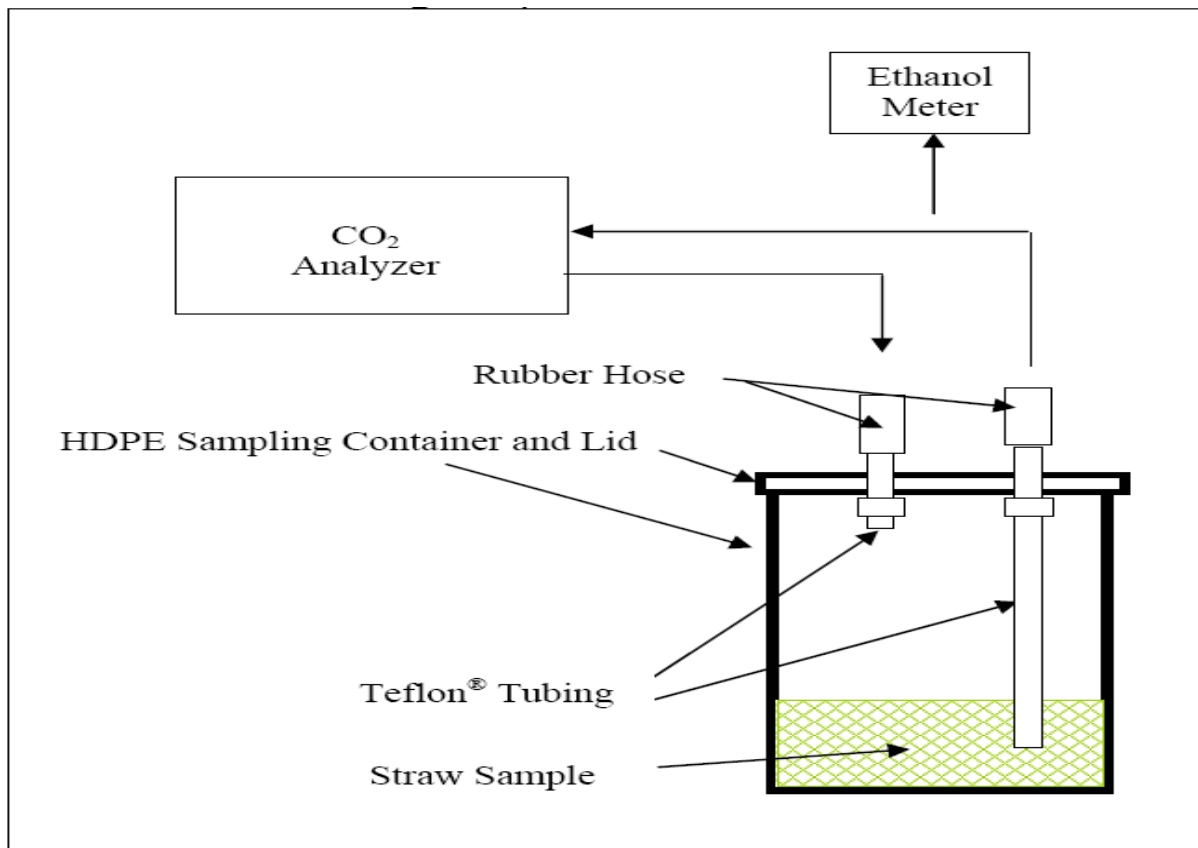 Ethanol
Meter
CO₂
Analyzer
Rubber Hose
HDPE Sampling Container and Lid
Teflon® Tubing
Straw Sample